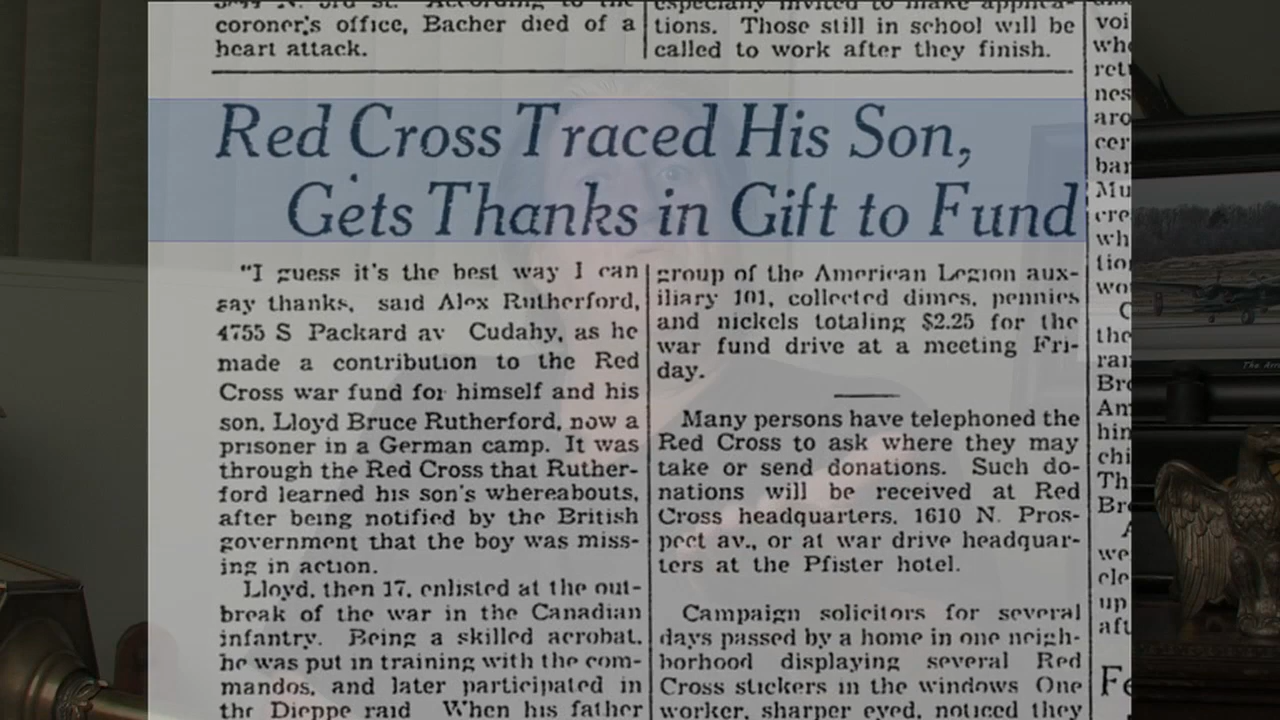 coroner's office, Bacher died of a
heart attack.
especially invited to make applica-
tions. Those still in school will be
called to work after they finish.
Red Cross Traced His Son,
Gets Thanks in Gift to Fund
"I guess it's the best way I can
say thanks, said Alex Rutherford,
4755 S Packard av Cudahy, as he
made a contribution to the Red
Cross war fund for himself and his
son, Lloyd Bruce Rutherford, now a
prisoner in a German camp. It was
through the Red Cross that Ruther-
ford learned his son's whereabouts,
after being notified by the British
government that the boy was miss-
ing in action.
Lloyd, then 17, enlisted at the out-
break of the war in the Canadian
infantry. Being a skilled acrobat,
he was put in training with the com-
mandos, and later participated in
the Dieppe raid When his father
group of the American Legion aux-
iliary 101, collected dimes, pennies
and nickels totaling $2.25 for the
war fund drive at a meeting Fri-
day.
Many persons have telephoned the
Red Cross to ask where they may
take or send donations. Such do-
nations will be received at Red
Cross headquarters, 1610 N. Pros-
pect av., or at war drive headquar-
ters at the Pfister hotel.
Campaign solicitors for several
days passed by a home in one neigh-
borhood displaying several Red
Cross stickers in the windows One
worker, sharper eyed, noticed they